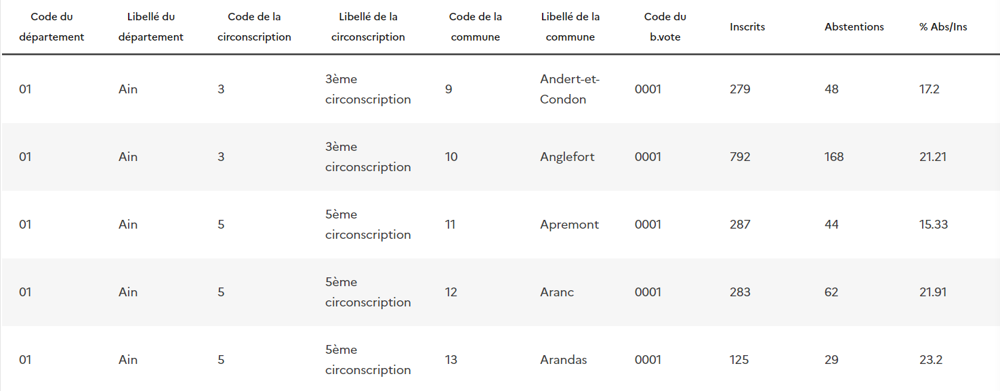 Code du département Libellé du département Code de la circonscription Libellé de la circonscription Code de la commune Libellé de la commune Code du b.vote Inscrits Abstentions % Abs/Ins
01 Ain 3 3ème circonscription 9 Andert-et-Condon 0001 279 48 17.2
01 Ain 3 3ème circonscription 10 Anglefort 0001 792 168 21.21
01 Ain 5 5ème circonscription 11 Apremont 0001 287 44 15.33
01 Ain 5 5ème circonscription 12 Aranc 0001 283 62 21.91
01 Ain 5 5ème circonscription 13 Arandas 0001 125 29 23.2